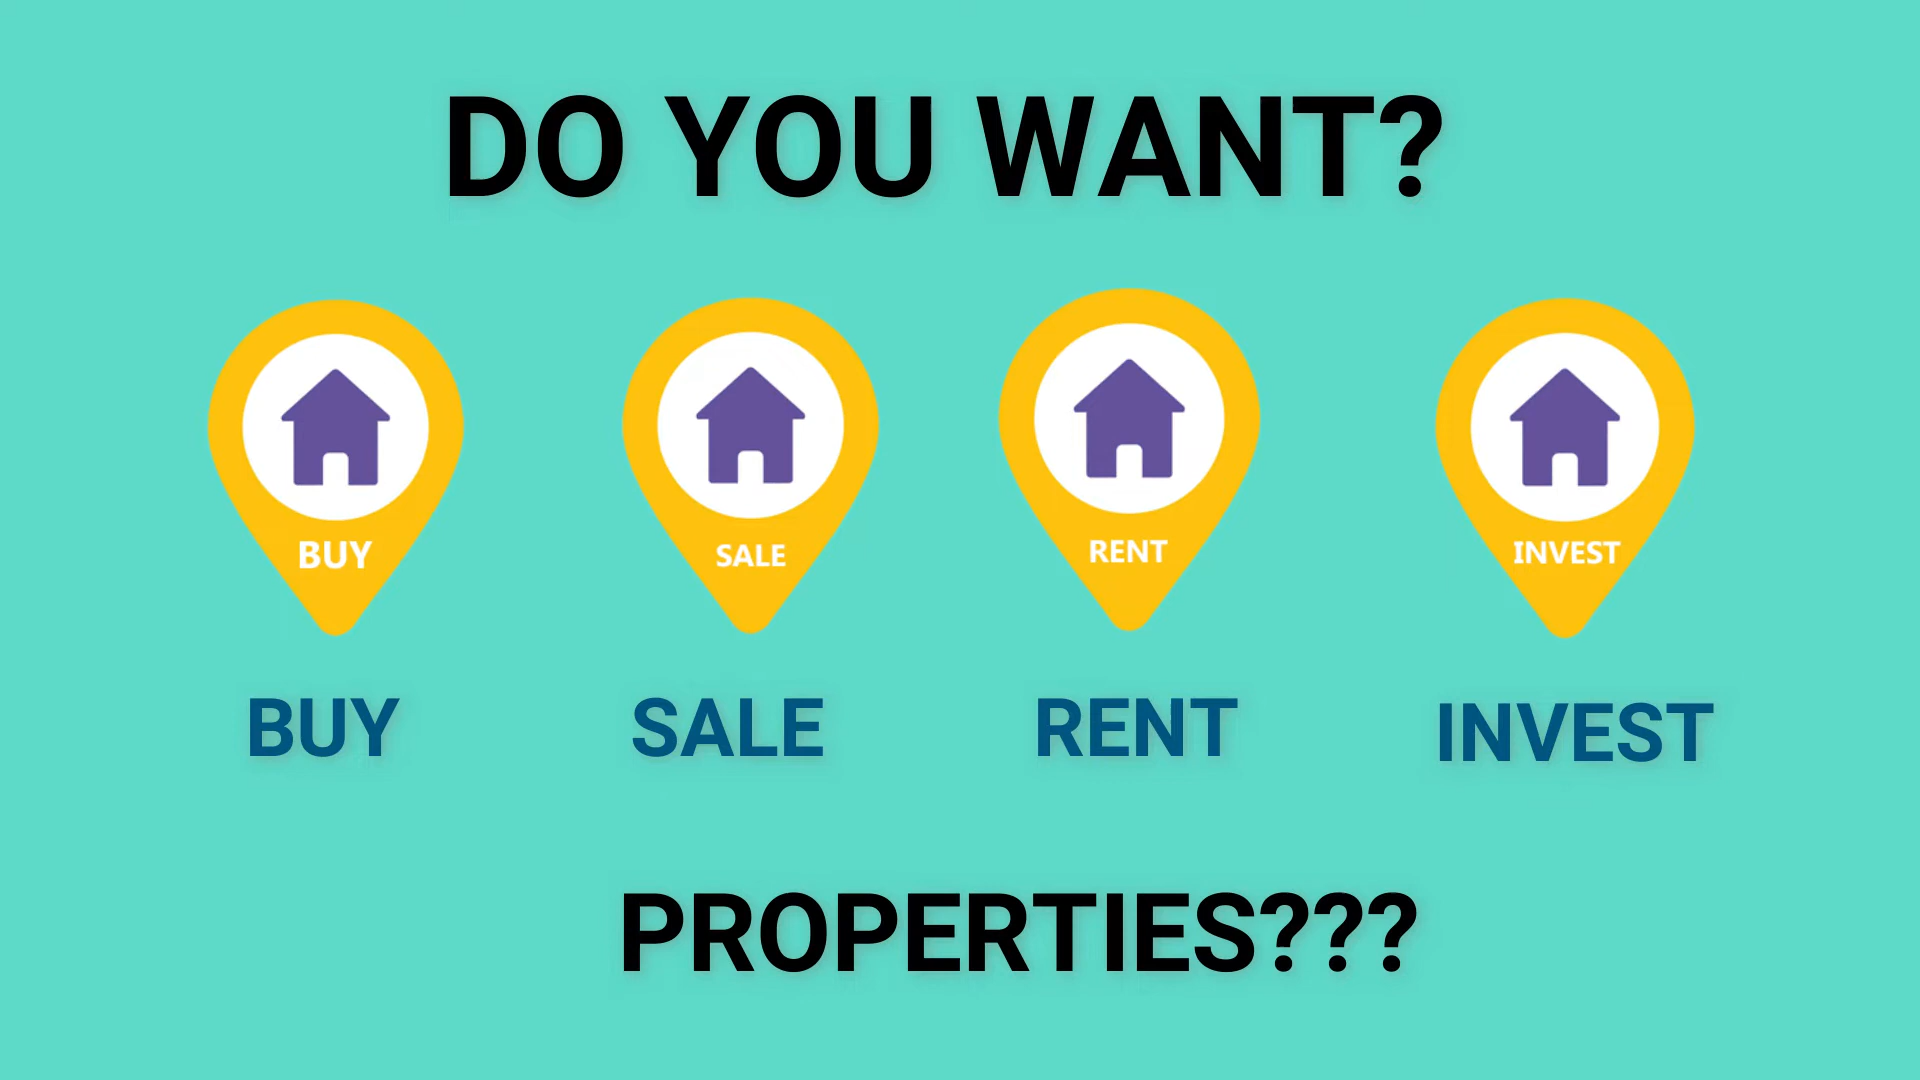 DO YOU WANT?
BUY SALE RENT INVEST
BUY SALE RENT INVEST
PROPERTIES???